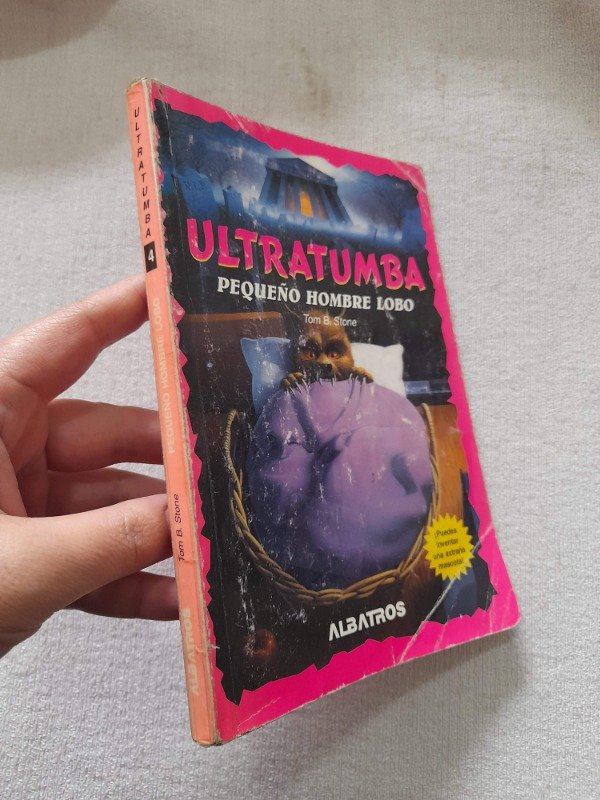 ULTRATUMBA 4
PEQUEÑO HOMBRE LOBO
Tom B. Stone
ALBATROS
R.I.P.
ULTRATUMBA
PEQUEÑO HOMBRE LOBO
Tom B. Stone
¡Puedes
inventar
una extraña
mascota!
ALBATROS